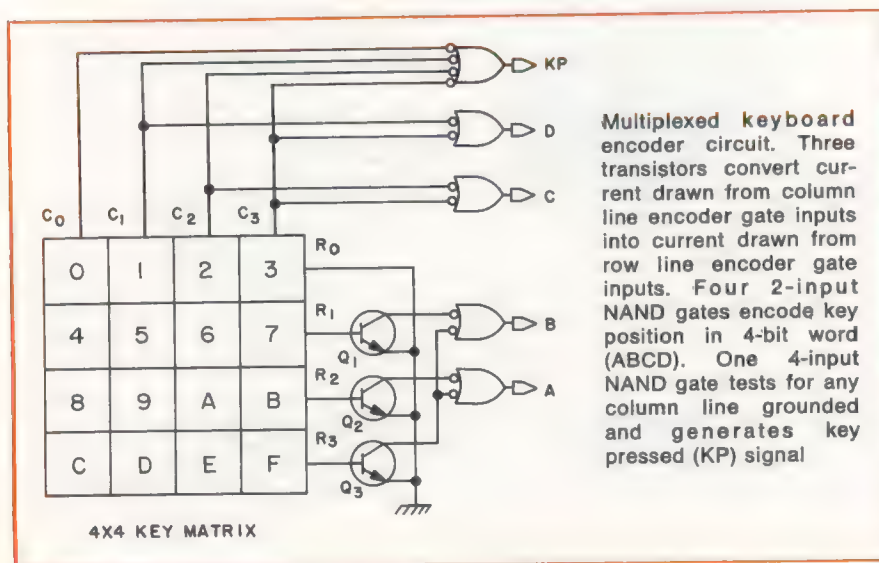 KP
D
C
C0 C1 C2 C3
0 1 2 3 R0
4 5 6 7 R1
Q1
B
8 9 A B R2
Q2
A
C D E F R3
Q3
4X4 KEY MATRIX
Multiplexed keyboard
encoder circuit. Three
transistors convert cur-
rent drawn from column
line encoder gate inputs
into current drawn from
row line encoder gate
inputs. Four 2-input
NAND gates encode key
position in 4-bit word
(ABCD). One 4-input
NAND gate tests for any
column line grounded
and generates key
pressed (KP) signal